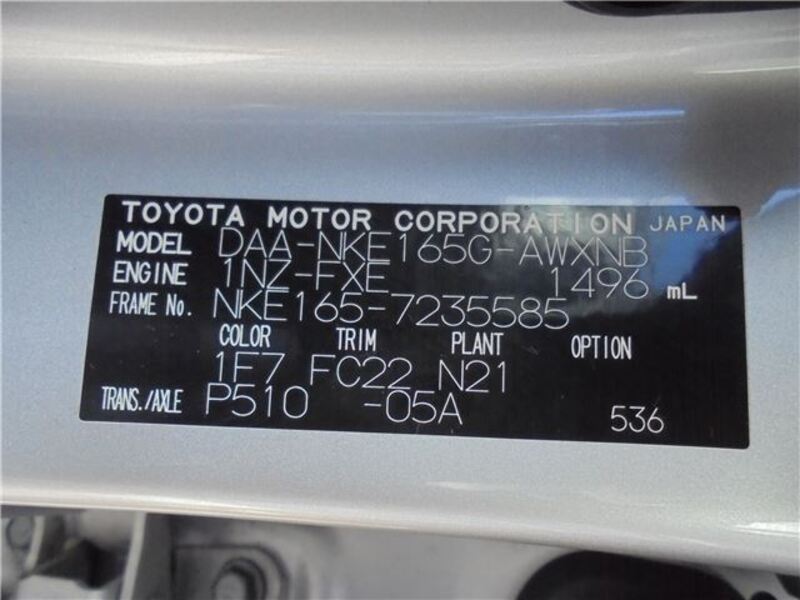 TOYOTA MOTOR CORPORATION JAPAN
MODEL DAA-NKE165G-AWXNB
ENGINE 1NZ-FXE 1496 mL
FRAME No. NKE165-7235585
COLOR TRIM PLANT OPTION
1F7 FC22 N21
TRANS./AXLE P510 -05A 536